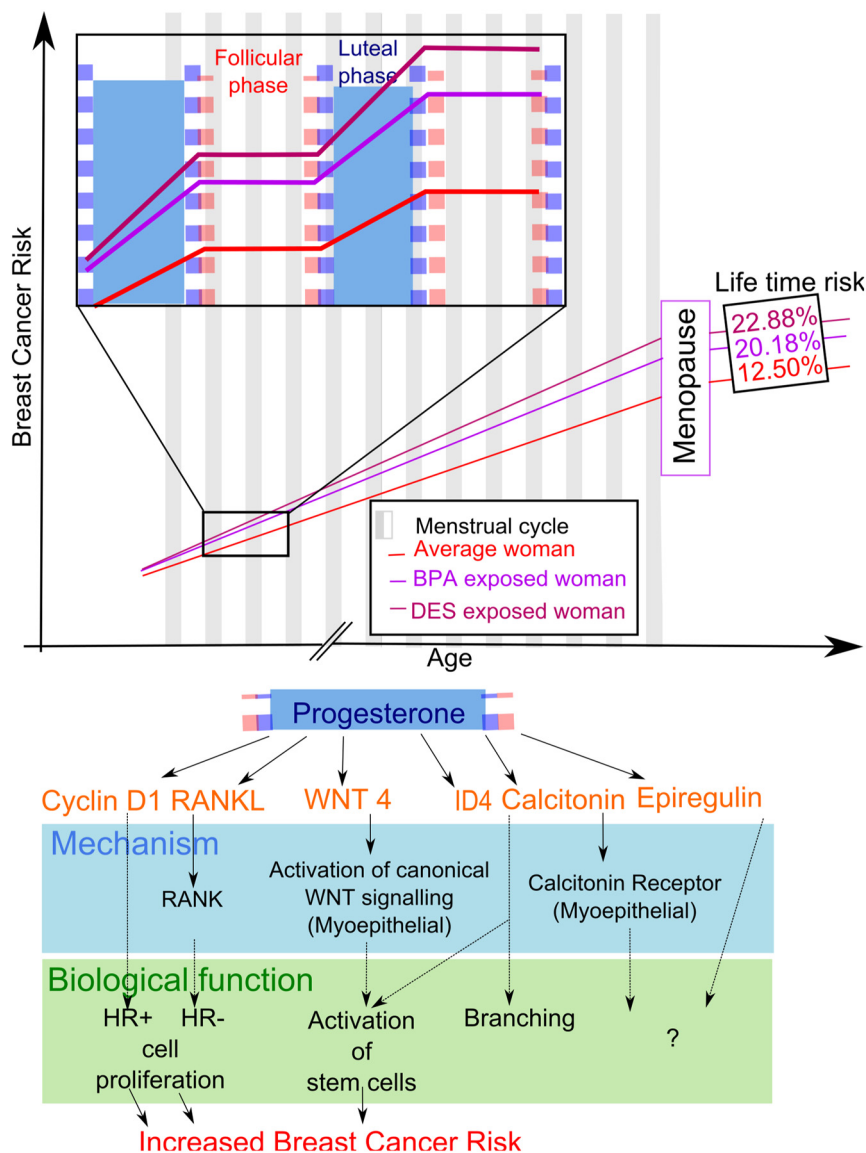 Breast Cancer Risk
Follicular
phase
Luteal
phase
Life time risk
22.88%
20.18%
12.50%
Menopause
Menstrual cycle
Average woman
BPA exposed woman
DES exposed woman
Age
Progesterone
Cyclin D1 RANKL WNT 4 ID4 Calcitonin Epiregulin
Mechanism
RANK
Activation of canonical
WNT signalling
(Myoepithelial)
Calcitonin Receptor
(Myoepithelial)
Biological function
HR+ HR-
cell
proliferation
Activation
of
stem cells
Branching
?
Increased Breast Cancer Risk